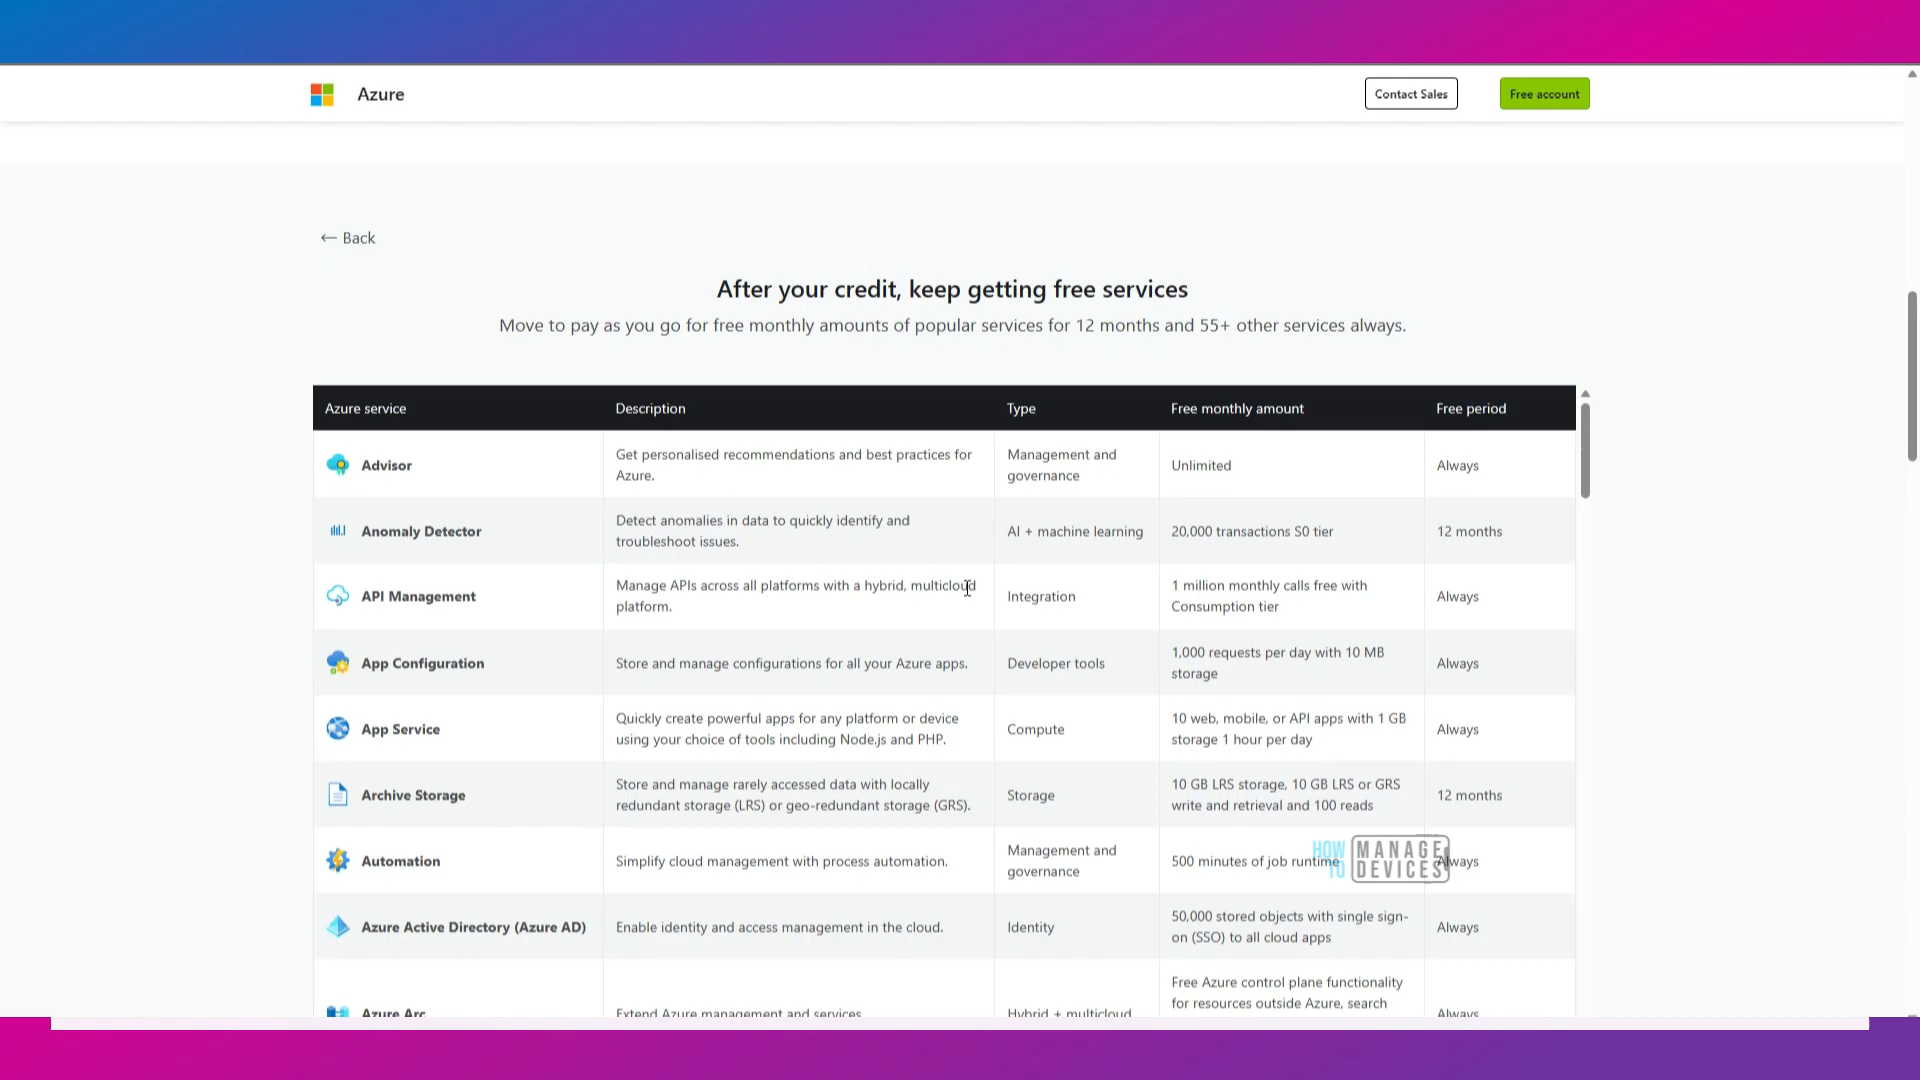 Azure
Contact Sales
Free account
← Back
After your credit, keep getting free services
Move to pay as you go for free monthly amounts of popular services for 12 months and 55+ other services always.
Azure service
Description
Type
Free monthly amount
Free period
Advisor
Get personalised recommendations and best practices for
Azure.
Management and
governance
Unlimited
Always
Anomaly Detector
Detect anomalies in data to quickly identify and
troubleshoot issues.
AI + machine learning
20,000 transactions S0 tier
12 months
API Management
Manage APIs across all platforms with a hybrid, multicloud
platform.
Integration
1 million monthly calls free with
Consumption tier
Always
App Configuration
Store and manage configurations for all your Azure apps.
Developer tools
1,000 requests per day with 10 MB
storage
Always
App Service
Quickly create powerful apps for any platform or device
using your choice of tools including Node.js and PHP.
Compute
10 web, mobile, or API apps with 1 GB
storage 1 hour per day
Always
Archive Storage
Store and manage rarely accessed data with locally
redundant storage (LRS) or geo-redundant storage (GRS).
Storage
10 GB LRS storage, 10 GB LRS or GRS
write and retrieval and 100 reads
12 months
Automation
Simplify cloud management with process automation.
Management and
governance
500 minutes of job runtime
Always
HOW TO
MANAGE
DEVICES
Azure Active Directory (Azure AD)
Enable identity and access management in the cloud.
Identity
50,000 stored objects with single sign-
on (SSO) to all cloud apps
Always
Azure Arc
Extend Azure management and services
Hybrid + multicloud
Free Azure control plane functionality
for resources outside Azure, search
Always